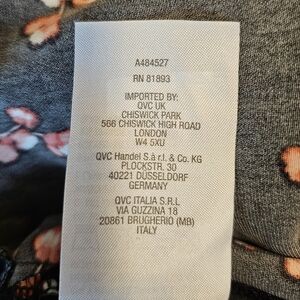 A484527
RN 81893
IMPORTED BY:
QVC UK
CHISWICK PARK
566 CHISWICK HIGH ROAD
LONDON
W4 5XU
QVC Handel S.à r.l. & Co. KG
PLOCKSTR. 30
40221 DUSSELDORF
GERMANY
QVC ITALIA S.R.L
VIA GUZZINA 18
20861 BRUGHERIO (MB)
ITALY